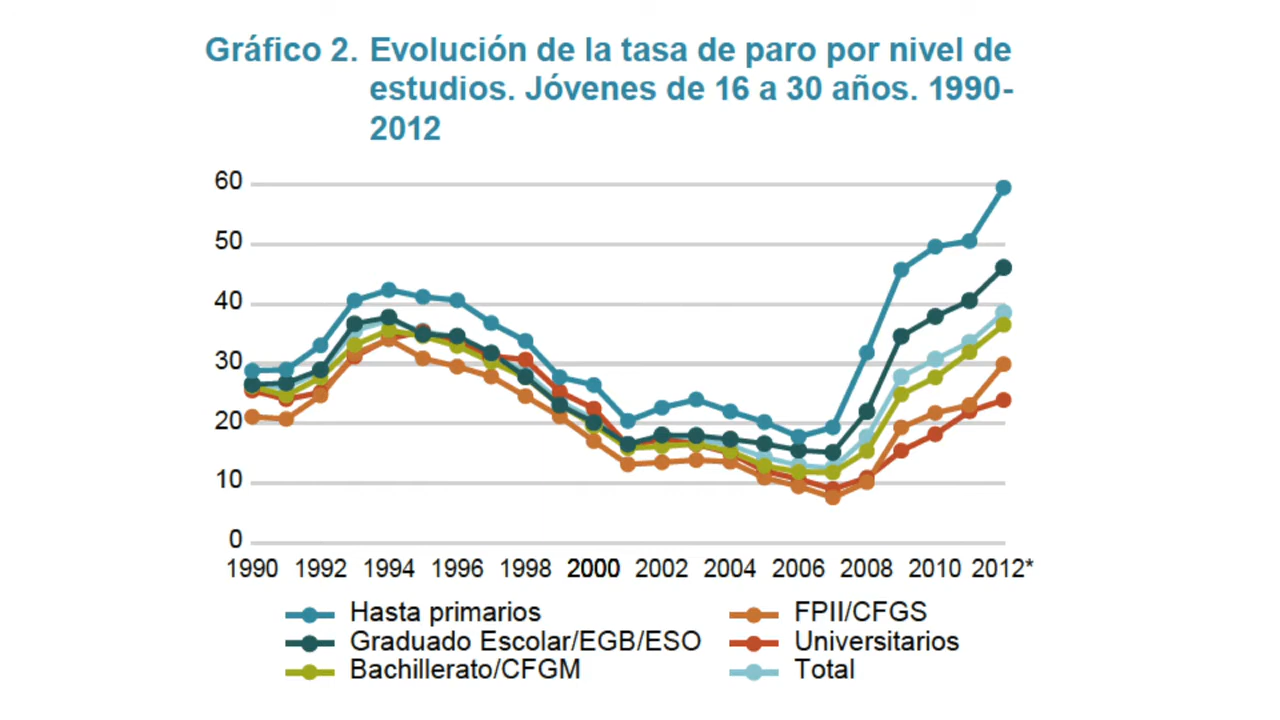 Gráfico 2. Evolución de la tasa de paro por nivel de
estudios. Jóvenes de 16 a 30 años. 1990-
2012
60
50
40
30
20
10
0
1990 1992 1994 1996 1998 2000 2002 2004 2006 2008 2010 2012*
Hasta primarios FPII/CFGS
Graduado Escolar/EGB/ESO Universitarios
Bachillerato/CFGM Total